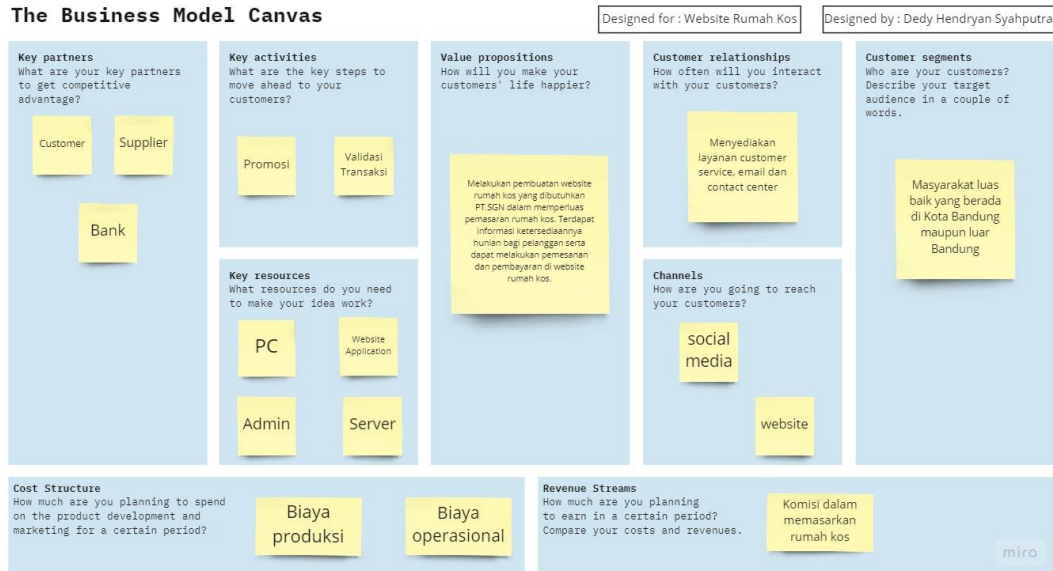 The Business Model Canvas
Designed for : Website Rumah Kos
Designed by : Dedy Hendryan Syahputra
Key partners
What are your key partners
to get competitive
advantage?
Customer
Supplier
Bank
Key activities
What are the key steps to
move ahead to your
customers?
Promosi
Validasi
Transaksi
Key resources
What resources do you need
to make your idea work?
PC
Website
Application
Admin
Server
Value propositions
How will you make your
customers' life happier?
Melakukan pembuatan website
rumah kos yang dibutuhkan
PT.SGN dalam memperluas
pemasaran rumah kos. Terdapat
informasi ketersediaannya
hunian bagi pelanggan serta
dapat melakukan pemesanan
dan pembayaran di website
rumah kos.
Customer relationships
How often will you interact
with your customers?
Menyediakan
layanan customer
service, email dan
contact center
Channels
How are you going to reach
your customers?
social
media
website
Customer segments
Who are your customers?
Describe your target
audience in a couple of
words.
Masyarakat luas
baik yang berada
di Kota Bandung
maupun luar
Bandung
Cost Structure
How much are you planning to spend
on the product development and
marketing for a certain period?
Biaya
produksi
Biaya
operasional
Revenue Streams
How much are you planning
to earn in a certain period?
Compare your costs and revenues.
Komisi dalam
memasarkan
rumah kos
miro